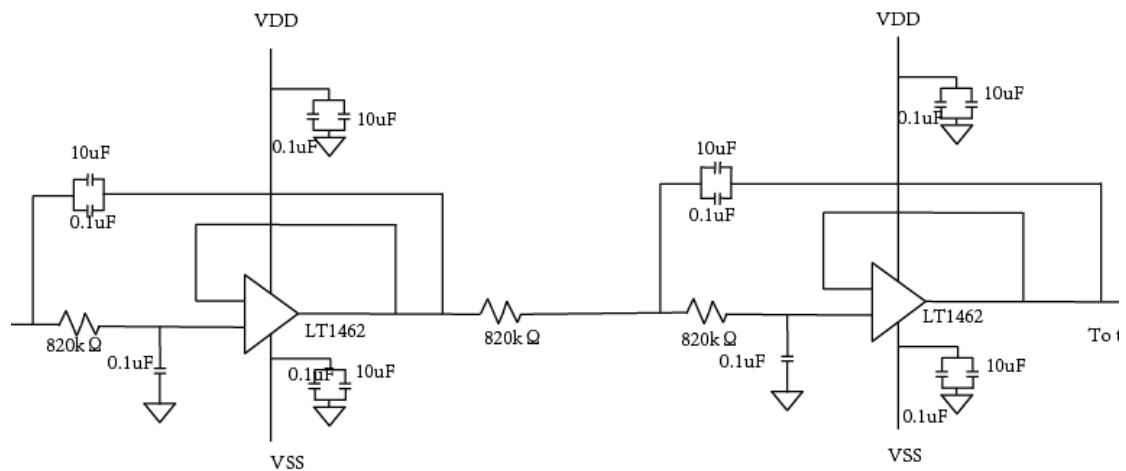 VDD
VDD
0.1uF
10uF
0.1uF
10uF
10uF
0.1uF
10uF
0.1uF
LT1462
LT1462
820kΩ
0.1uF
820kΩ
820kΩ
0.1uF
To t
0.1uF
10uF
0.1uF
10uF
VSS
VSS